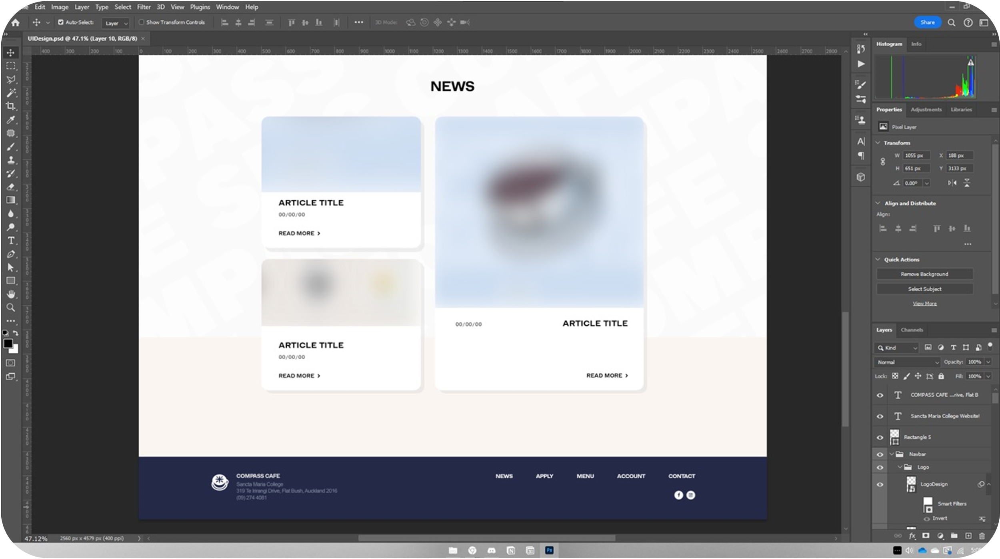 Edit Image Layer Type Select Filter 3D View Plugins Window Help
Auto-Select: Layer Show Transform Controls 3D Mode: Share
UIDesign.psd @ 47.1% (Layer 10, RGB/8)
400 300 200 100 0 100 200 300 400 500 600 700 800 900 1000 1100 1200 1300 1400 1500 1600 1700 1800 1900 2000 2100 2200 2300 2400 2500 2600 2700 2800
NEWS
ARTICLE TITLE
00/00/00
READ MORE >
ARTICLE TITLE
00/00/00
READ MORE >
00/00/00 ARTICLE TITLE
READ MORE >
COMPASS CAFE
Sancta Maria College
319 Te Irirangi Drive, Flat Bush, Auckland 2016
(09) 274 4081
NEWS APPLY MENU ACCOUNT CONTACT
Histogram Info
Properties Adjustments Libraries
Pixel Layer
Transform
W 1055 px X 188 px
H 651 px Y 3133 px
0.00°
Align and Distribute
Align:
Quick Actions
Remove Background
Select Subject
View More
Layers Channels
Kind
Normal Opacity: 100%
Lock: Fill: 100%
COMPASS CAFE ...rive, Flat B
Sancta Maria College Website!
Rectangle 5
Navbar
Logo
LogoDesign
Smart Filters
Invert
47.12% 2560 px x 4579 px (400 ppi)
Ps